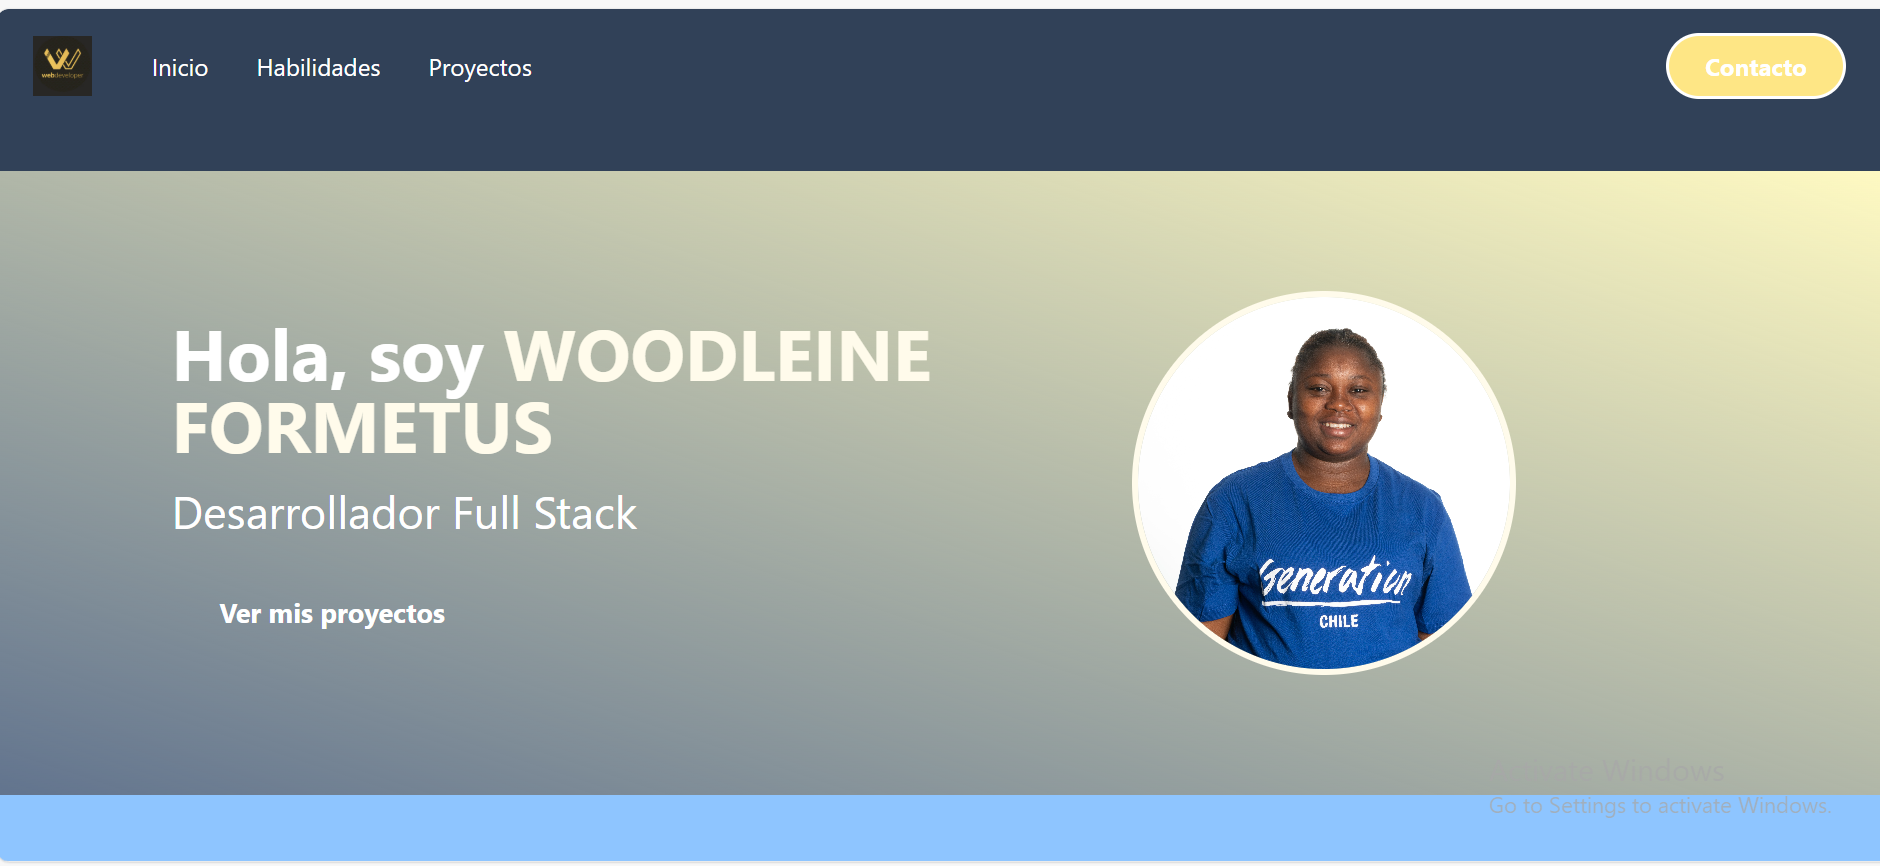 webdeveloper
Inicio
Habilidades
Proyectos
Contacto
Hola, soy WOODLEINE
FORMETUS
Desarrollador Full Stack
Ver mis proyectos
Generation
CHILE
Activate Windows
Go to Settings to activate Windows.